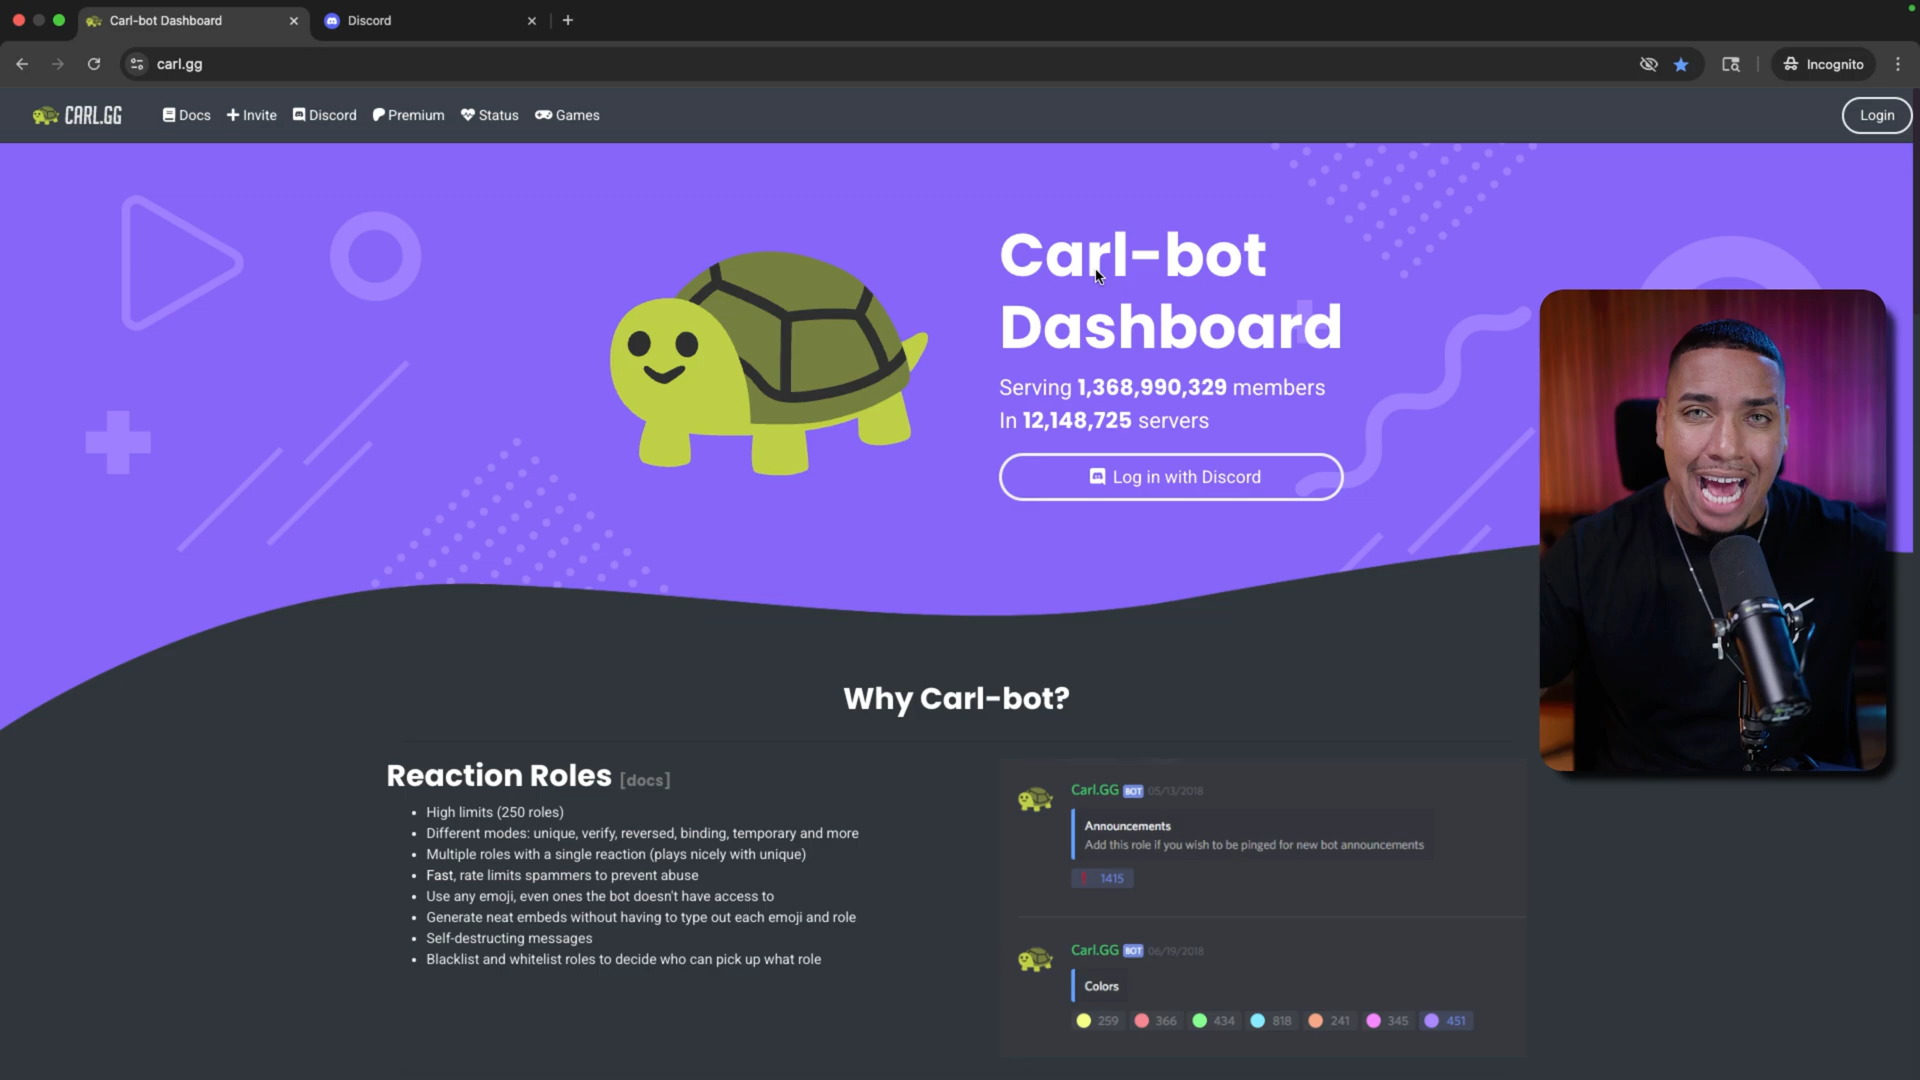 Carl-bot Dashboard
Discord
carl.gg
Incognito
CARL.GG
Docs
Invite
Discord
Premium
Status
Games
Login
Carl-bot
Dashboard
Serving 1,368,990,329 members
In 12,148,725 servers
Log in with Discord
Why Carl-bot?
Reaction Roles [docs]
• High limits (250 roles)
• Different modes: unique, verify, reversed, binding, temporary and more
• Multiple roles with a single reaction (plays nicely with unique)
• Fast, rate limits spammers to prevent abuse
• Use any emoji, even ones the bot doesn't have access to
• Generate neat embeds without having to type out each emoji and role
• Self-destructing messages
• Blacklist and whitelist roles to decide who can pick up what role
Carl.GG BOT 05/13/2018
Announcements
Add this role if you wish to be pinged for new bot announcements
1415
Carl.GG BOT 06/19/2018
Colors
259 366 434 818 241 345 451